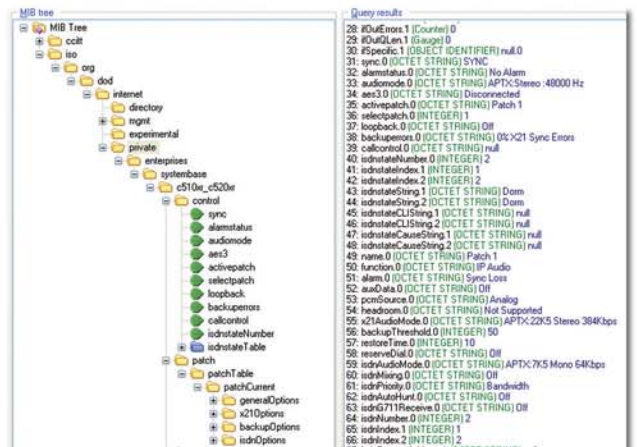 MIB tree
MIB Tree
ccitt
iso
org
dod
internet
directory
mgmt
experimental
private
enterprises
systembase
c510xr_c520xr
control
sync
alarmstatus
audiomode
aes3
activepatch
selectpatch
loopback
backuperrors
callcontrol
isdnstateNumber
isdnstateTable
patch
patchTable
patchCurrent
generalOptions
x21Options
backupOptions
isdnOptions
Query results
28: ifOutErrors.1 (Counter) 0
29: ifOutQLen.1 (Gauge) 0
30: ifSpecific.1 (OBJECT IDENTIFIER) null.0
31: sync.0 (OCTET STRING) SYNC
32: alarmstatus.0 (OCTET STRING) No Alarm
33: audiomode.0 (OCTET STRING) APTX:Stereo :48000 Hz
34: aes3.0 (OCTET STRING) Disconnected
35: activepatch.0 (OCTET STRING) Patch 1
36: selectpatch.0 (INTEGER) 1
37: loopback.0 (OCTET STRING) Off
38: backuperrors.0 (OCTET STRING) 0% X21 Sync Errors
39: callcontrol.0 (OCTET STRING) null
40: isdnstateNumber.0 (INTEGER) 2
41: isdnstateIndex.1 (INTEGER) 1
42: isdnstateIndex.2 (INTEGER) 2
43: isdnstateString.1 (OCTET STRING) Dorm
44: isdnstateString.2 (OCTET STRING) Dorm
45: isdnstateCLIString.1 (OCTET STRING) null
46: isdnstateCLIString.2 (OCTET STRING) null
47: isdnstateCauseString.1 (OCTET STRING) null
48: isdnstateCauseString.2 (OCTET STRING) null
49: name.0 (OCTET STRING) Patch 1
50: function.0 (OCTET STRING) IP Audio
51: alarm.0 (OCTET STRING) Sync Loss
52: auxData.0 (OCTET STRING) Off
53: pcmSource.0 (OCTET STRING) Analog
54: headroom.0 (OCTET STRING) Not Supported
55: x21AudioMode.0 (OCTET STRING) APTX:22K5 Stereo 384Kbps
56: backupThreshold.0 (INTEGER) 50
57: restoreTime.0 (INTEGER) 10
58: reserveDial.0 (OCTET STRING) Off
59: isdnAudioMode.0 (OCTET STRING) APTX:7K5 Mono 64Kbps
60: isdnMixing.0 (OCTET STRING) Off
61: isdnPriority.0 (OCTET STRING) Bandwidth
62: isdnAutoHunt.0 (OCTET STRING) Off
63: isdnG711Receive.0 (OCTET STRING) Off
64: isdnNumber.0 (INTEGER) 2
65: isdnIndex.1 (INTEGER) 1
66: isdnIndex.2 (INTEGER) 2